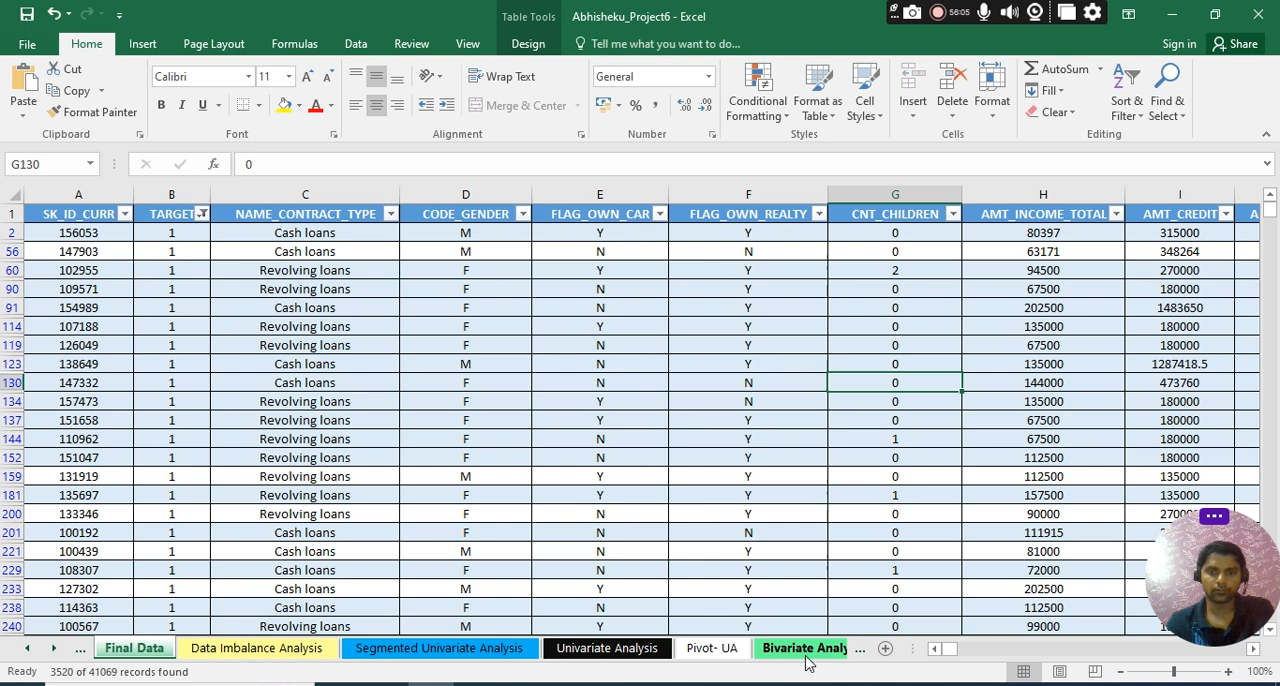 Table Tools Abhisheku_Project6 - Excel 56:05
File Home Insert Page Layout Formulas Data Review View Design Tell me what you want to do... Sign in Share
Paste Cut Copy Format Painter Calibri 11 Wrap Text Merge & Center General Conditional Formatting Format as Table Cell Styles Insert Delete Format AutoSum Fill Clear Sort & Filter Find & Select
Clipboard Font Alignment Number Styles Cells Editing
G130 fx 0
A B C D E F G H I
1 SK_ID_CURR TARGET NAME_CONTRACT_TYPE CODE_GENDER FLAG_OWN_CAR FLAG_OWN_REALTY CNT_CHILDREN AMT_INCOME_TOTAL AMT_CREDIT A
2 156053 1 Cash loans M Y Y 0 80397 315000
56 147903 1 Cash loans M N N 0 63171 348264
60 102955 1 Revolving loans F Y Y 2 94500 270000
90 109571 1 Revolving loans F N Y 0 67500 180000
91 154989 1 Cash loans F N Y 0 202500 1483650
114 107188 1 Revolving loans F Y Y 0 135000 180000
119 126049 1 Revolving loans F N Y 0 67500 180000
123 138649 1 Cash loans M N Y 0 135000 1287418.5
130 147332 1 Cash loans F N N 0 144000 473760
134 157473 1 Revolving loans F Y N 0 135000 180000
137 151658 1 Revolving loans F Y Y 0 67500 180000
144 110962 1 Revolving loans F N Y 1 67500 180000
152 151047 1 Revolving loans F N Y 0 112500 180000
159 131919 1 Revolving loans M Y Y 0 112500 135000
181 135697 1 Revolving loans F Y Y 1 157500 135000
200 133346 1 Revolving loans F N Y 0 90000
201 100192 1 Cash loans F N N 0 111915
221 100439 1 Cash loans M N Y 0 81000
229 108307 1 Cash loans F N Y 1 72000
233 127302 1 Cash loans M Y Y 0 202500
238 114363 1 Cash loans F N Y 0 112500
240 100567 1 Revolving loans M Y Y 0 99000
... Final Data Data Imbalance Analysis Segmented Univariate Analysis Univariate Analysis Pivot- UA Bivariate Analy ...
Ready 3520 of 41069 records found 100%